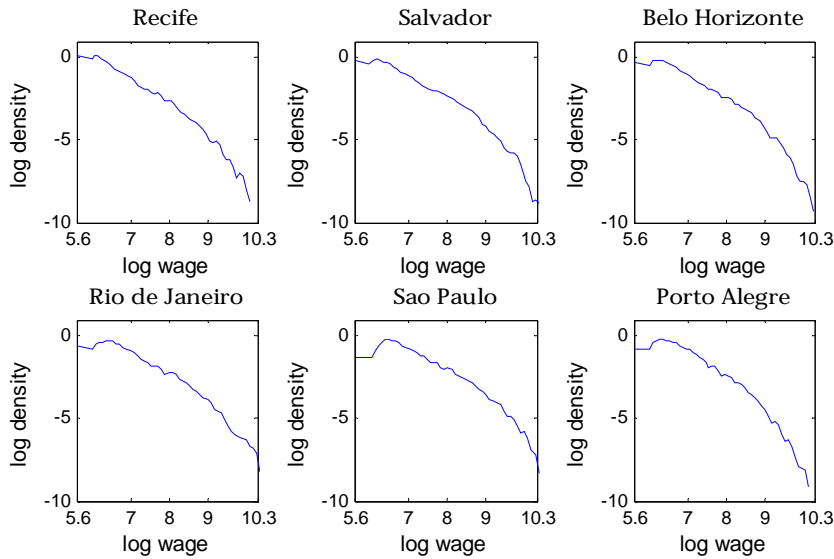 Recife
Salvador
Belo Horizonte
0
-5
-10
log density
5.6 7 8 9 10.3
log wage
0
-5
-10
log density
5.6 7 8 9 10.3
log wage
0
-5
-10
log density
5.6 7 8 9 10.3
log wage
Rio de Janeiro
Sao Paulo
Porto Alegre
0
-5
-10
log density
5.6 7 8 9 10.3
log wage
0
-5
-10
log density
5.6 7 8 9 10.3
log wage
0
-5
-10
log density
5.6 7 8 9 10.3
log wage